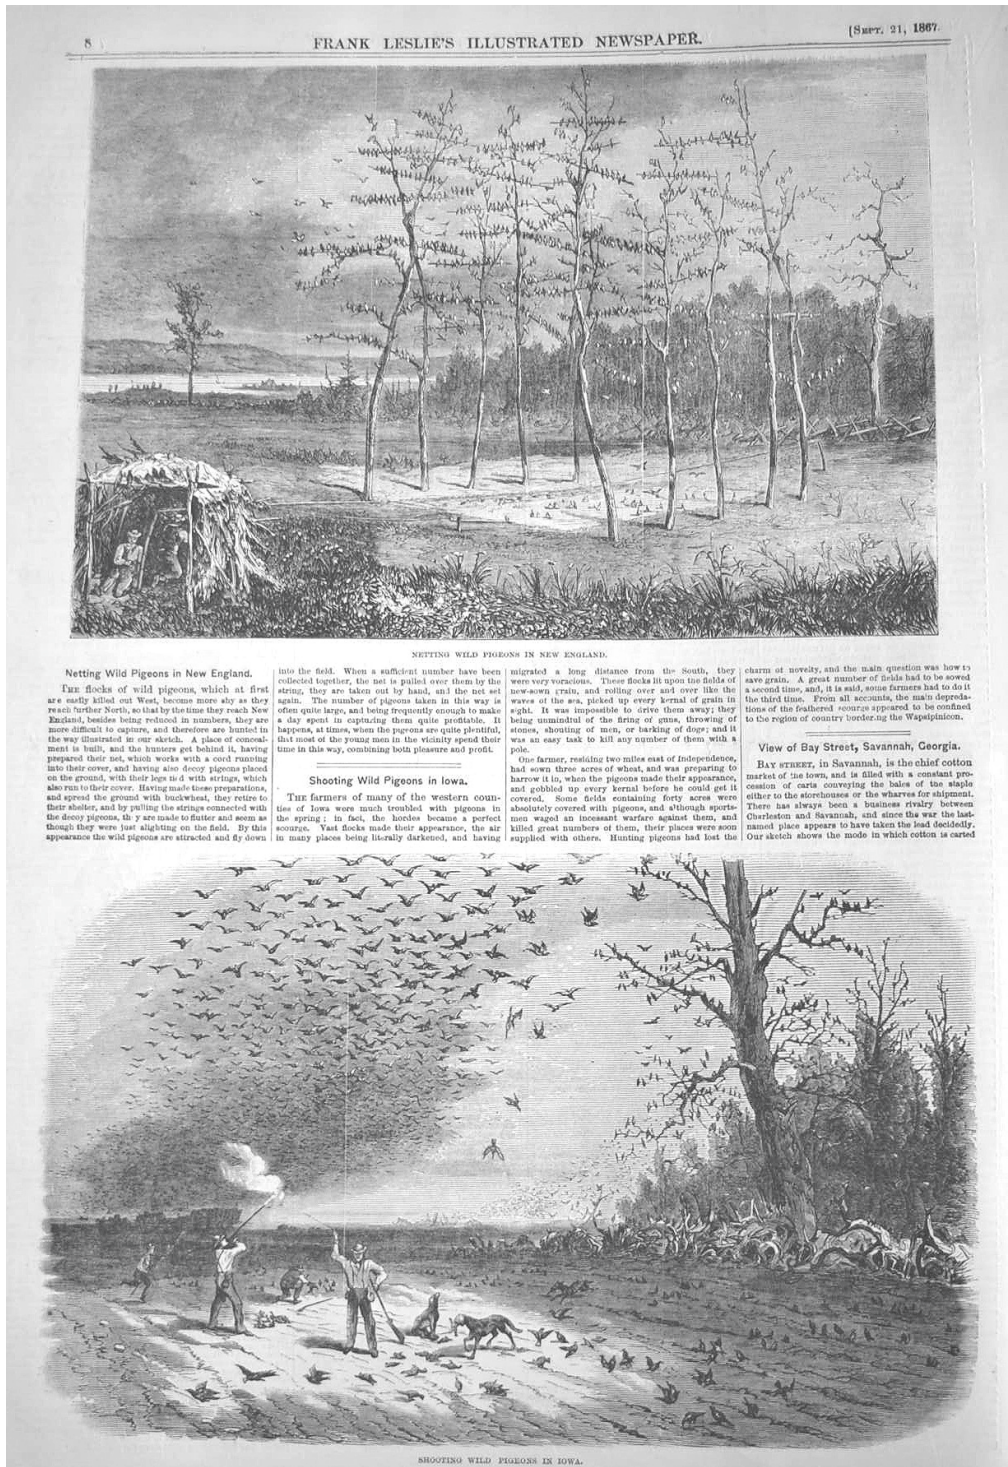 8
FRANK LESLIE'S ILLUSTRATED NEWSPAPER.
[SEPT. 21, 1867.
NETTING WILD PIGEONS IN NEW ENGLAND.
Netting Wild Pigeons in New England.
THE flocks of wild pigeons, which at first
are easily killed out West, become more shy as they
reach further North, so that by the time they reach New
England, besides being reduced in numbers, they are
more difficult to capture, and therefore are hunted in
the way illustrated in our sketch. A place of conceal-
ment is built, and the hunters get behind it, having
prepared their net, which works with a cord running
into their cover, and having also decoy pigeons placed
on the ground, with their legs tied with strings, which
also run to their cover. Having made these preparations,
and spread the ground with buckwheat, they retire to
their shelter, and by pulling the strings connected with
the decoy pigeons, th y are made to flutter and seem as
though they were just alighting on the field. By this
appearance the wild pigeons are attracted and fly down
into the field. When a sufficient number have been
collected together, the net is pulled over them by the
string, they are taken out by hand, and the net set
again. The number of pigeons taken in this way is
often quite large, and being frequently enough to make
a day spent in capturing them quite profitable. It
happens, at times, when the pigeons are quite plentiful,
that most of the young men in the vicinity spend their
time in this way, combining both pleasure and profit.
Shooting Wild Pigeons in Iowa.
THE farmers of many of the western coun-
ties of Iowa were much troubled with pigeons in
the spring; in fact, the hordes became a perfect
scourge. Vast flocks made their appearance, the air
in many places being literally darkened, and having
migrated a long distance from the South, they
were very voracious. These flocks lit upon the fields of
new-sown grain, and rolling over and over like the
waves of the sea, picked up every kernel of grain in
sight. It was impossible to drive them away; they
being unmindful of the firing of guns, throwing of
stones, shouting of men, or barking of dogs; and it
was an easy task to kill any number of them with a
pole.
One farmer, residing two miles east of Independence,
had sown three acres of wheat, and was preparing to
harrow it in, when the pigeons made their appearance,
and gobbled up every kernel before he could get it
covered. Some fields containing forty acres were
absolutely covered with pigeons, and although sports-
men waged an incessant warfare against them, and
killed great numbers of them, their places were soon
supplied with others. Hunting pigeons had lost the
charm of novelty, and the main question was how to
save grain. A great number of fields had to be sowed
a second time, and, it is said, some farmers had to do it
the third time. From all accounts, the main depreda-
tions of the feathered scourge appeared to be confined
to the region of country bordering the Wapsipinicon.
View of Bay Street, Savannah, Georgia.
BAY STREET, in Savannah, is the chief cotton
market of the town, and is filled with a constant pro-
cession of carts conveying the bales of the staple
either to the storehouses or the wharves for shipment.
There has always been a business rivalry between
Charleston and Savannah, and since the war the last-
named place appears to have taken the lead decidedly.
Our sketch shows the mode in which cotton is carted
SHOOTING WILD PIGEONS IN IOWA.